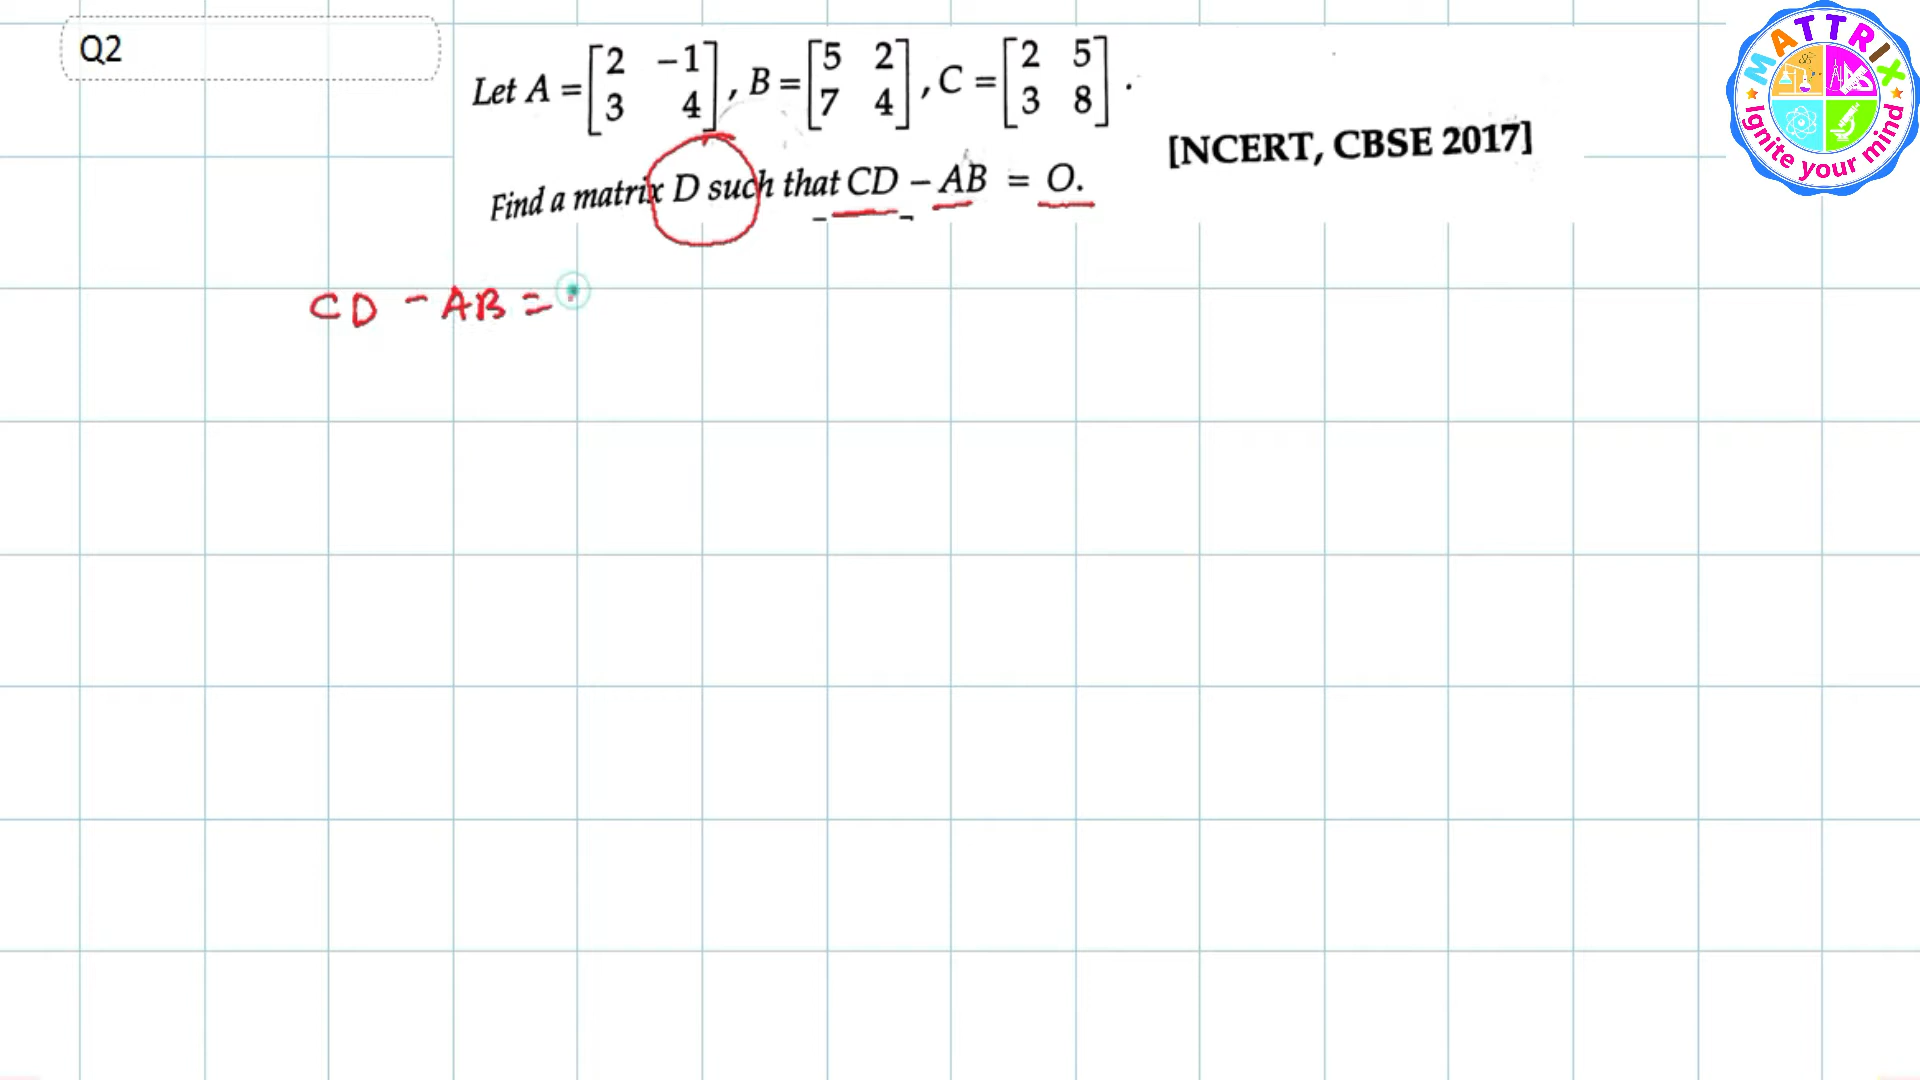 Q2
Let A = [2 −1
3 4], B = [5 2
7 4], C = [2 5
3 8].
[NCERT, CBSE 2017]
Find a matrix D such that CD − AB = O.
CD − AB =
MATTRIX
Ignite your mind